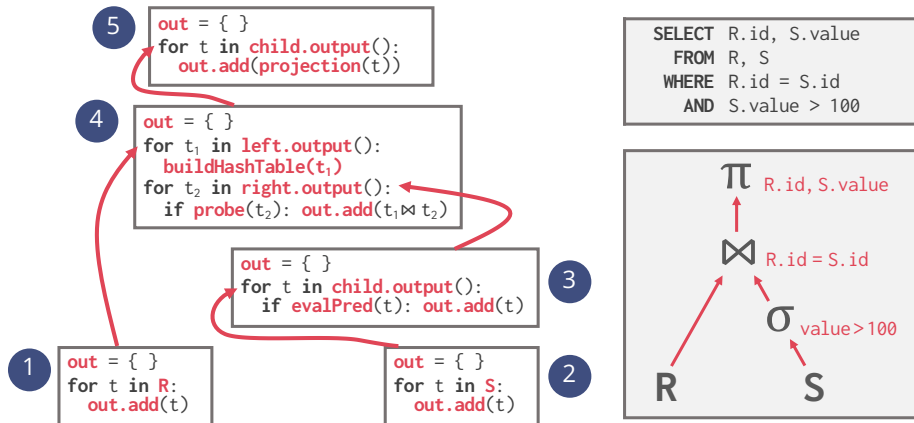 5
out = { }
for t in child.output():
out.add(projection(t))
4
out = { }
for t₁ in left.output():
buildHashTable(t₁)
for t₂ in right.output():
if probe(t₂): out.add(t₁⨝ t₂)
3
out = { }
for t in child.output():
if evalPred(t): out.add(t)
1
out = { }
for t in R:
out.add(t)
2
out = { }
for t in S:
out.add(t)
SELECT R.id, S.value
FROM R, S
WHERE R.id = S.id
AND S.value > 100
π R.id, S.value
⨝ R.id = S.id
σ value>100
R S